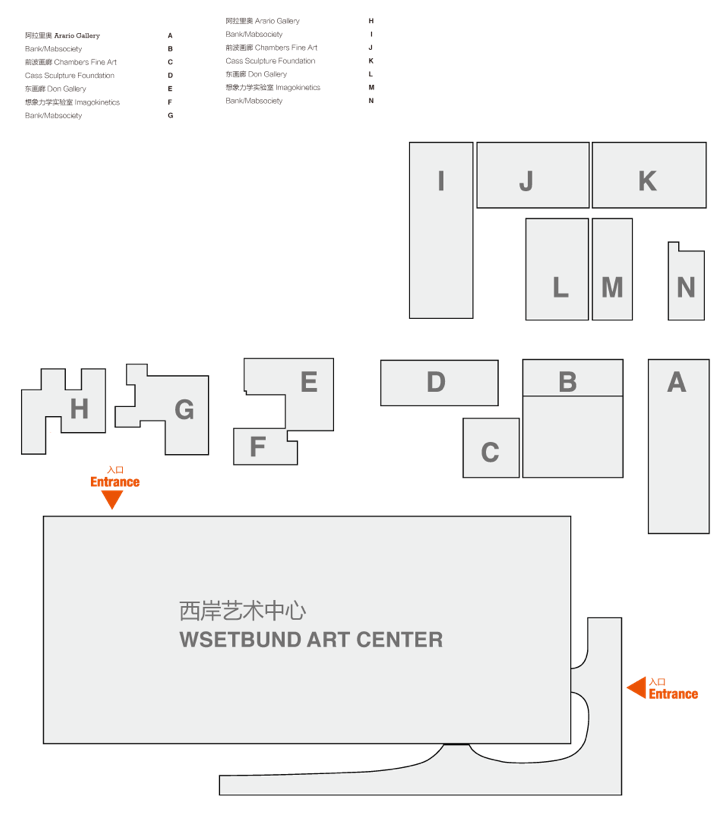 阿拉里奥 Arario Gallery A
Bank/Mabsociety B
前波画廊 Chambers Fine Art C
Cass Sculpture Foundation D
东画廊 Don Gallery E
想象力学实验室 Imagokinetics F
Bank/Mabsociety G
阿拉里奥 Arario Gallery H
Bank/Mabsociety I
前波画廊 Chambers Fine Art J
Cass Sculpture Foundation K
东画廊 Don Gallery L
想象力学实验室 Imagokinetics M
Bank/Mabsociety N
I J K
L M N
H G E D B A
F C
入口
Entrance
西岸艺术中心
WSETBUND ART CENTER
入口
Entrance